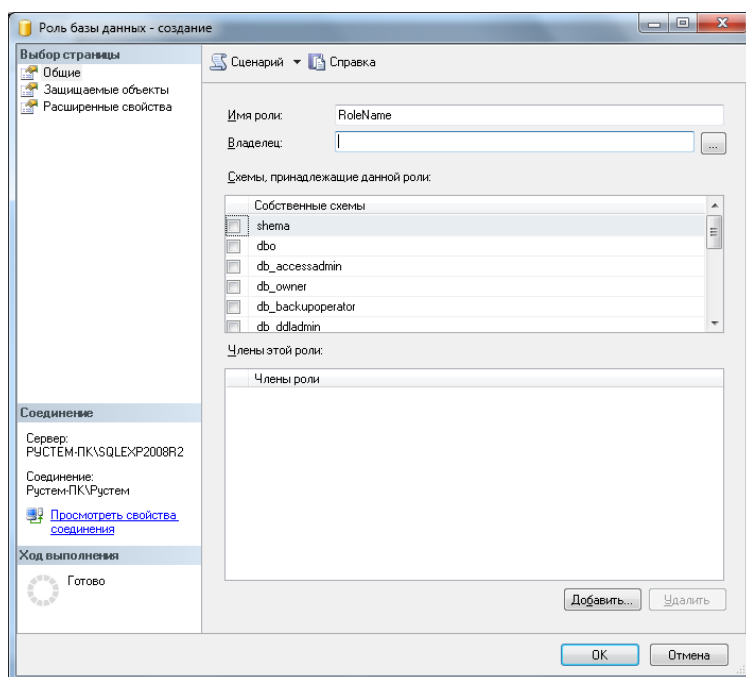 Роль базы данных - создание
Выбор страницы
Общие
Защищаемые объекты
Расширенные свойства
Сценарий
Справка
Имя роли:
RoleName
Владелец:
...
Схемы, принадлежащие данной роли:
Собственные схемы
shema
dbo
db_accessadmin
db_owner
db_backupoperator
db_ddladmin
Члены этой роли:
Члены роли
Соединение
Сервер:
РУСТЕМ-ПК\SQLEXP2008R2
Соединение:
Рустем-ПК\Рустем
Просмотреть свойства
соединения
Ход выполнения
Готово
Добавить...
Удалить
OK
Отмена